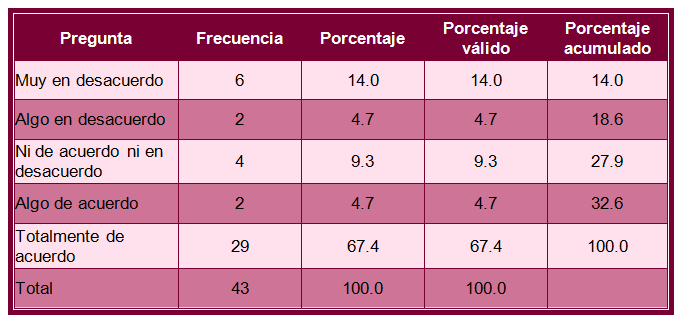 Pregunta Frecuencia Porcentaje Porcentaje válido Porcentaje acumulado
Muy en desacuerdo 6 14.0 14.0 14.0
Algo en desacuerdo 2 4.7 4.7 18.6
Ni de acuerdo ni en desacuerdo 4 9.3 9.3 27.9
Algo de acuerdo 2 4.7 4.7 32.6
Totalmente de acuerdo 29 67.4 67.4 100.0
Total 43 100.0 100.0